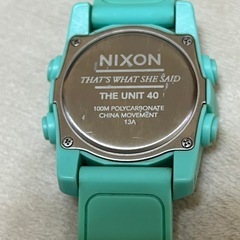 NIXON
THAT'S WHAT SHE SAID
THE UNIT 40
100M POLYCARBONATE
CHINA MOVEMENT
13A